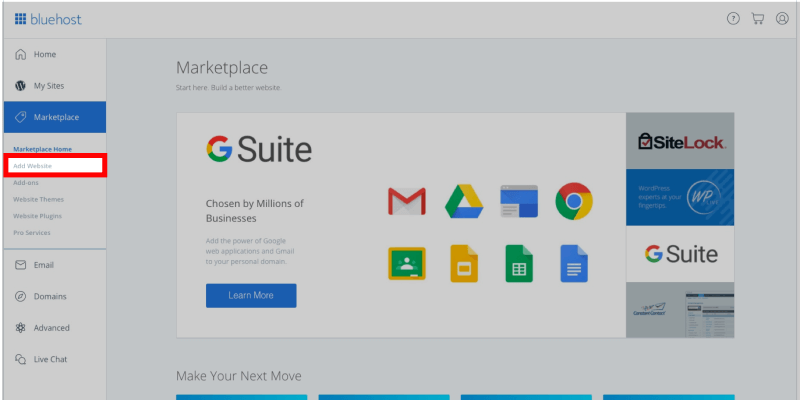 bluehost
Home
My Sites
Marketplace
Marketplace Home
Add Website
Add-ons
Website Themes
Website Plugins
Pro Services
Email
Domains
Advanced
Live Chat
Marketplace
Start here. Build a better website.
G Suite
Chosen by Millions of
Businesses
Add the power of Google
web applications and Gmail
to your personal domain.
Learn More
SiteLock.
WordPress
experts at your
fingertips.
WP
G Suite
Constant Contact
Make Your Next Move